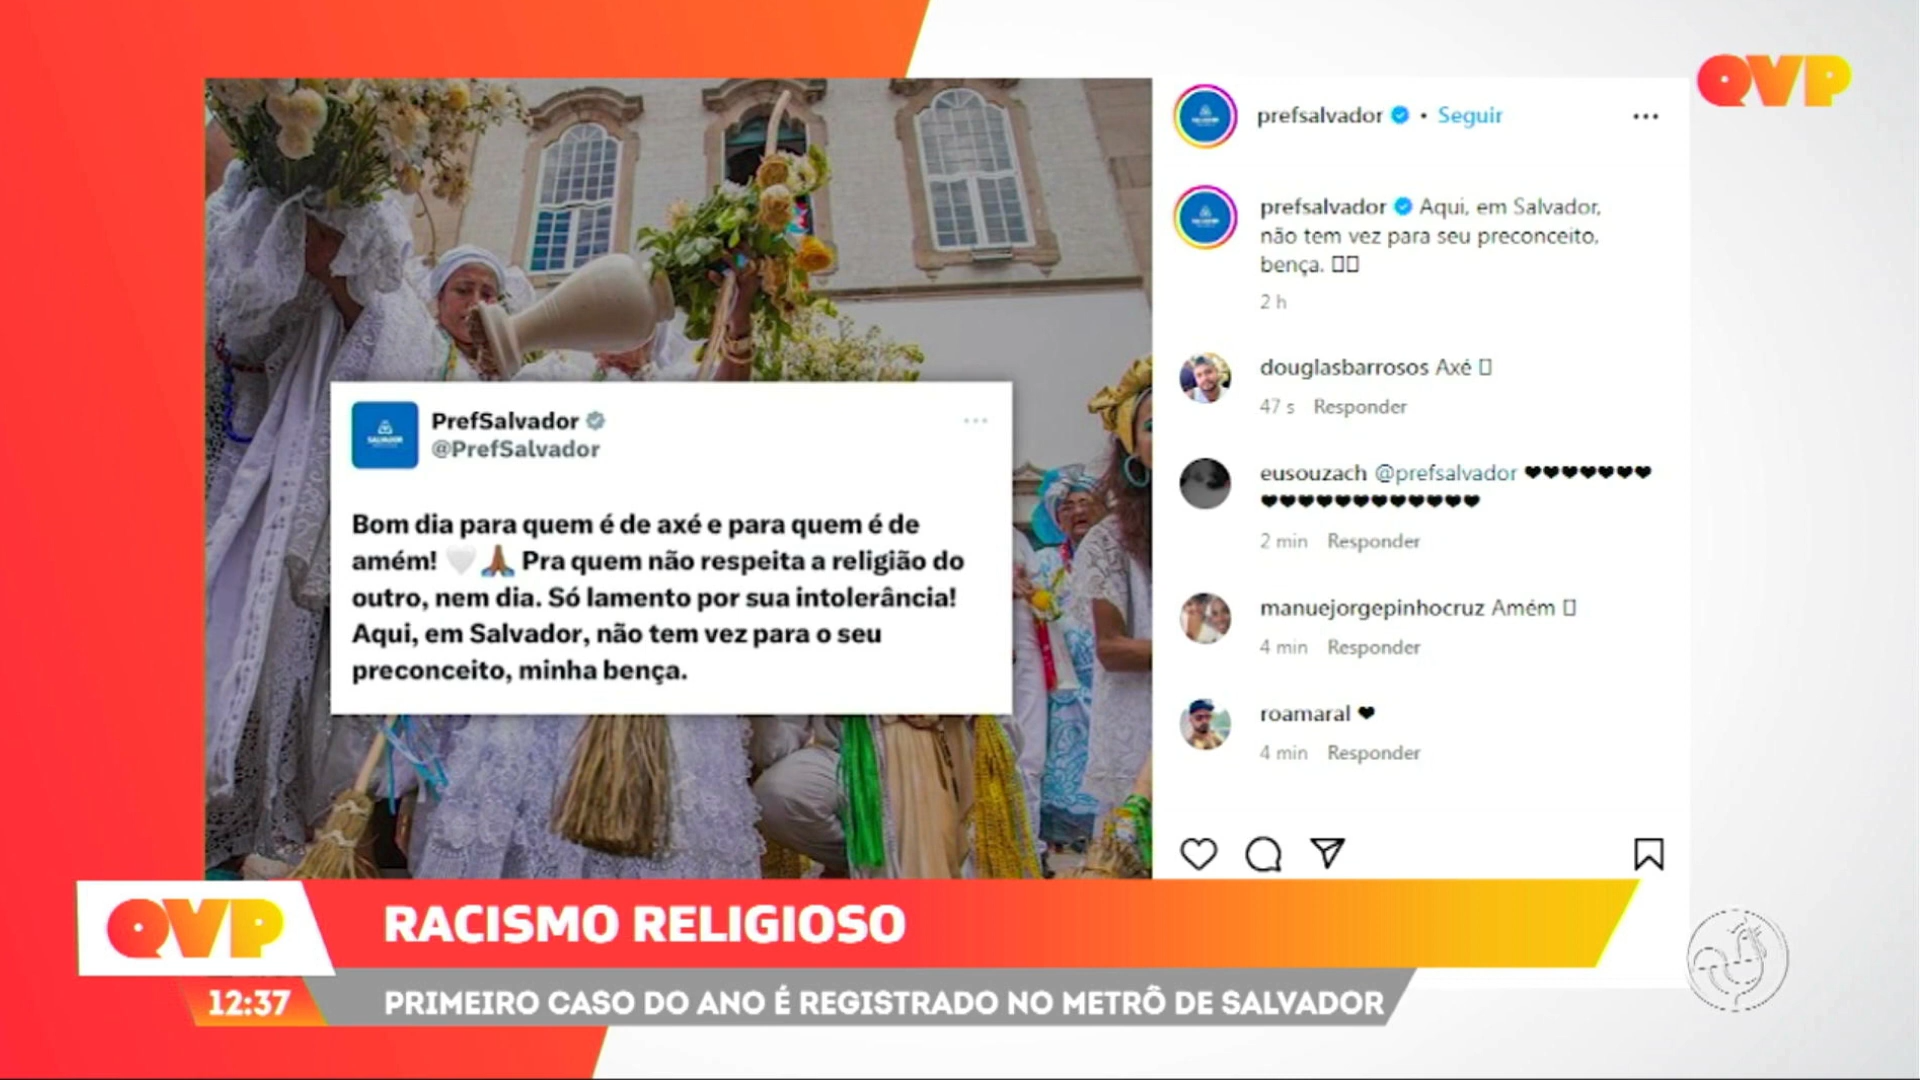 QVP
prefsalvador • Seguir
prefsalvador Aqui, em Salvador,
não tem vez para seu preconceito,
bença.
2 h
douglasbarrosos Axé
47 s Responder
eusouzach @prefsalvador ❤❤❤❤❤❤❤
❤❤❤❤❤❤❤❤❤❤❤❤
2 min Responder
manuejorgepinhocruz Amém
4 min Responder
roamaral ❤
4 min Responder
SALVADOR
PrefSalvador
@PrefSalvador
Bom dia para quem é de axé e para quem é de
amém! 🤍🙏🏾 Pra quem não respeita a religião do
outro, nem dia. Só lamento por sua intolerância!
Aqui, em Salvador, não tem vez para o seu
preconceito, minha bença.
QVP
RACISMO RELIGIOSO
12:37
PRIMEIRO CASO DO ANO É REGISTRADO NO METRÔ DE SALVADOR